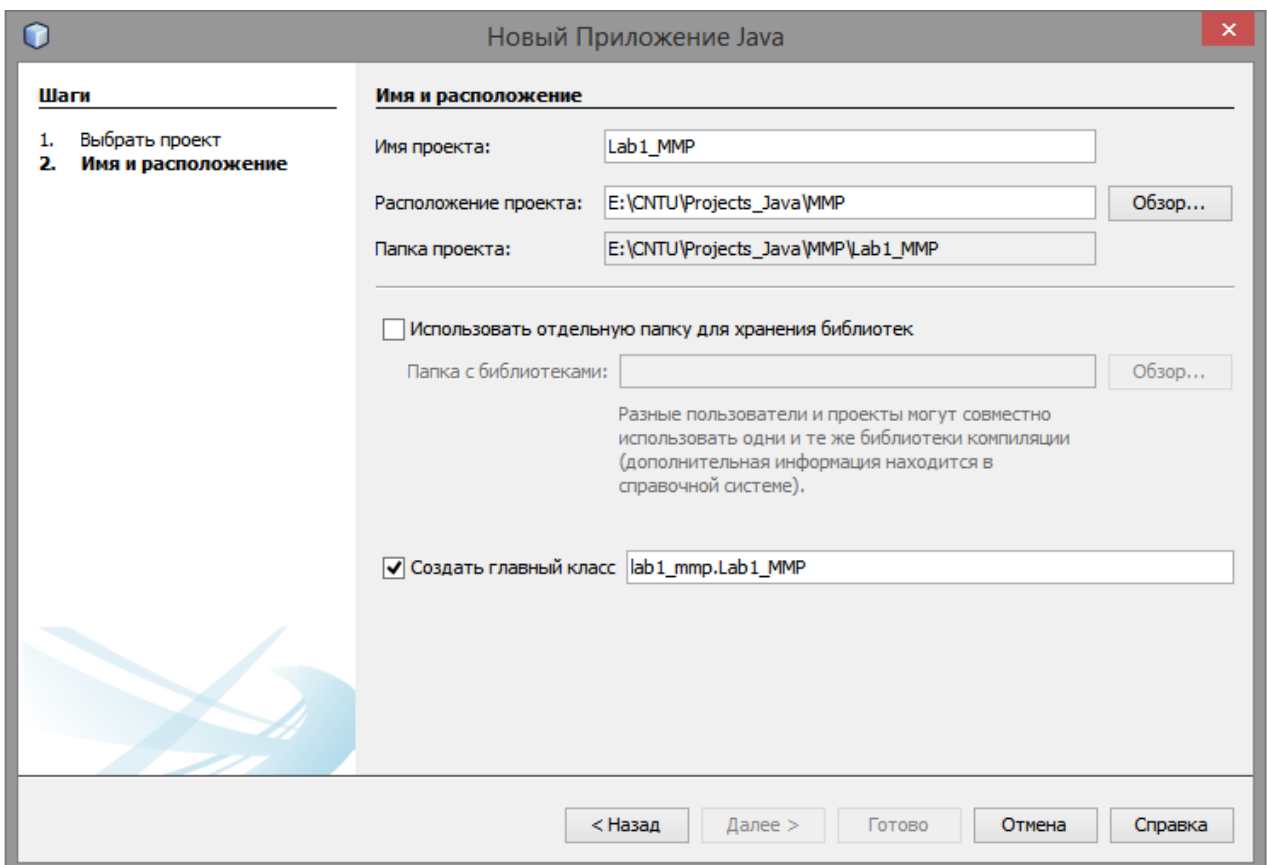 Новый Приложение Java
Шаги
1. Выбрать проект
2. Имя и расположение
Имя и расположение
Имя проекта: Lab1_MMP
Расположение проекта: E:\CNTU\Projects_Java\MMP Обзор...
Папка проекта: E:\CNTU\Projects_Java\MMP\Lab1_MMP
Использовать отдельную папку для хранения библиотек
Папка с библиотеками: Обзор...
Разные пользователи и проекты могут совместно
использовать одни и те же библиотеки компиляции
(дополнительная информация находится в
справочной системе).
Создать главный класс lab1_mmp.Lab1_MMP
< Назад Далее > Готово Отмена Справка